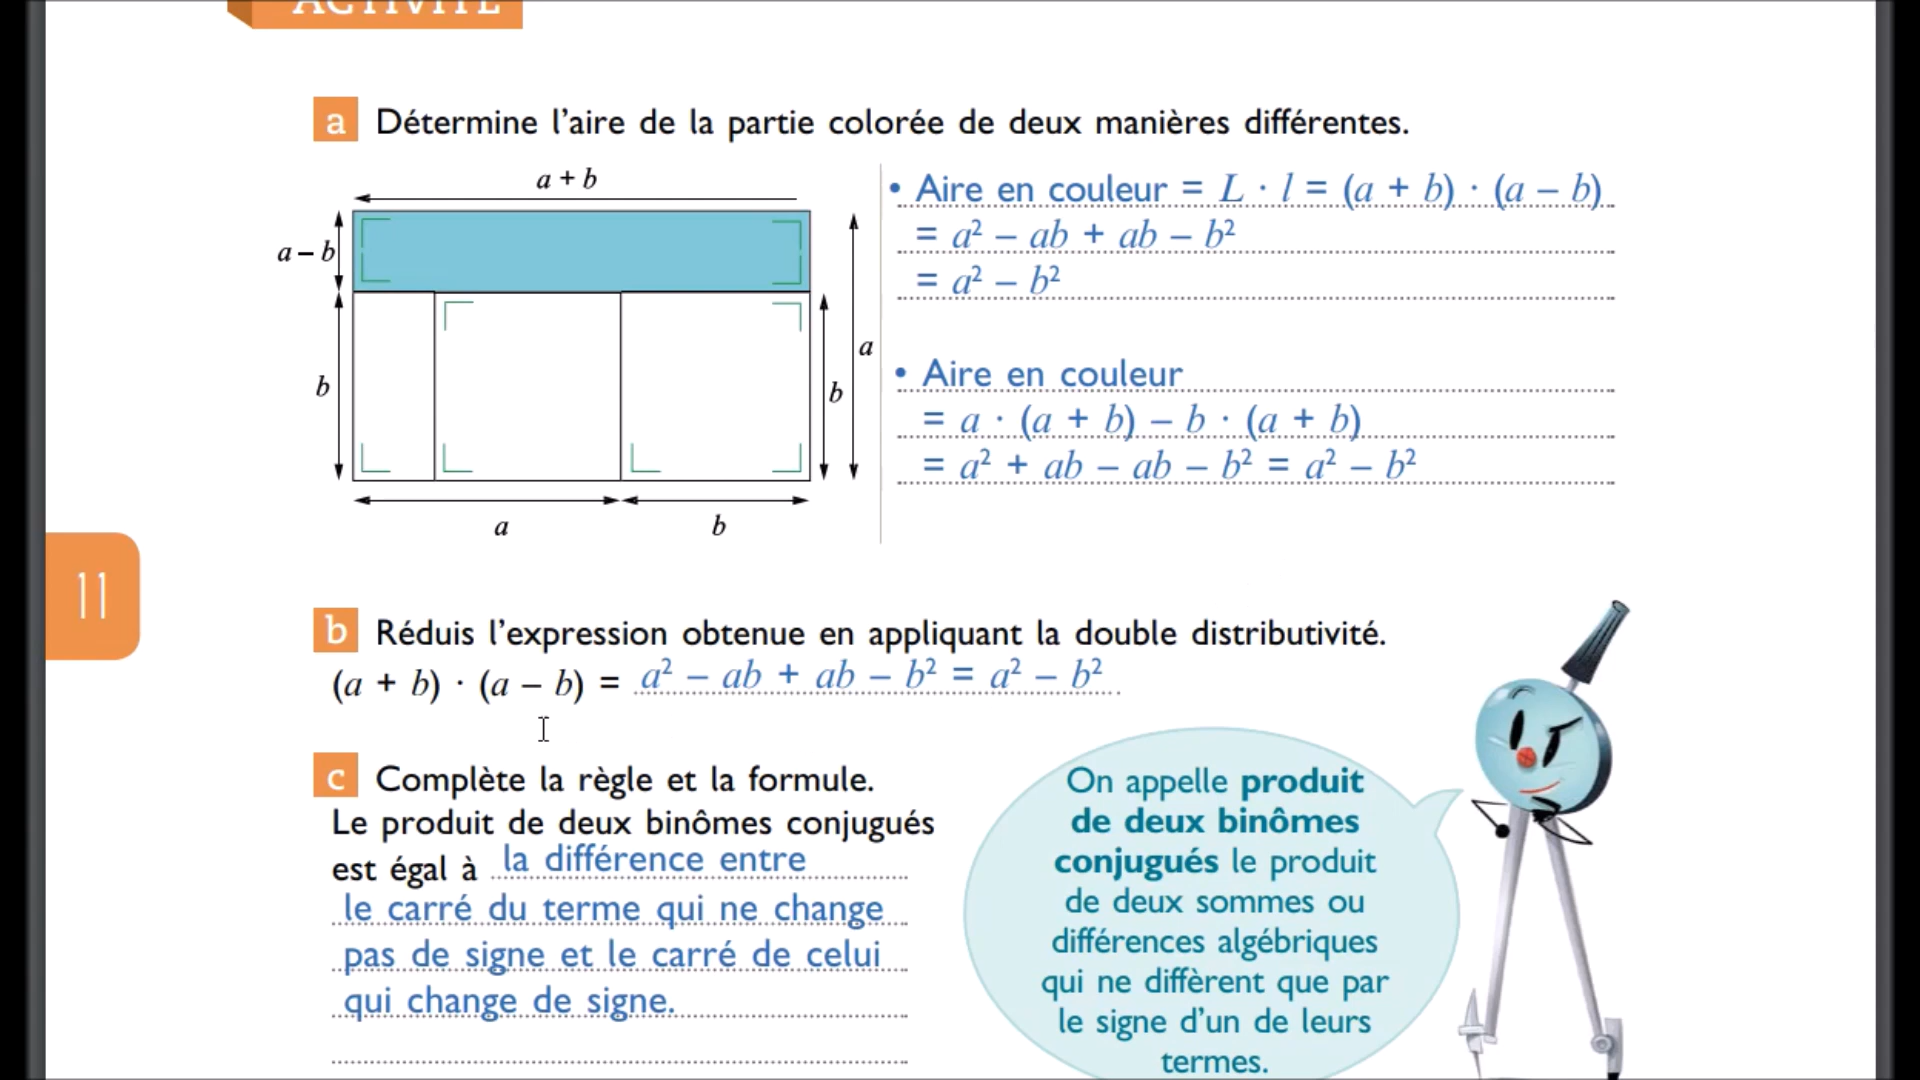 ACTIVITÉ
a Détermine l’aire de la partie colorée de deux manières différentes.
a + b
a – b
b
a
b
a
b
• Aire en couleur = L · l = (a + b) · (a – b)
= a² – ab + ab – b²
= a² – b²
• Aire en couleur
= a · (a + b) – b · (a + b)
= a² + ab – ab – b² = a² – b²
11
b Réduis l’expression obtenue en appliquant la double distributivité.
(a + b) · (a – b) = a² – ab + ab – b² = a² – b²
c Complète la règle et la formule.
Le produit de deux binômes conjugués
est égal à la différence entre
le carré du terme qui ne change
pas de signe et le carré de celui
qui change de signe.
On appelle produit
de deux binômes
conjugués le produit
de deux sommes ou
différences algébriques
qui ne diffèrent que par
le signe d’un de leurs
termes.